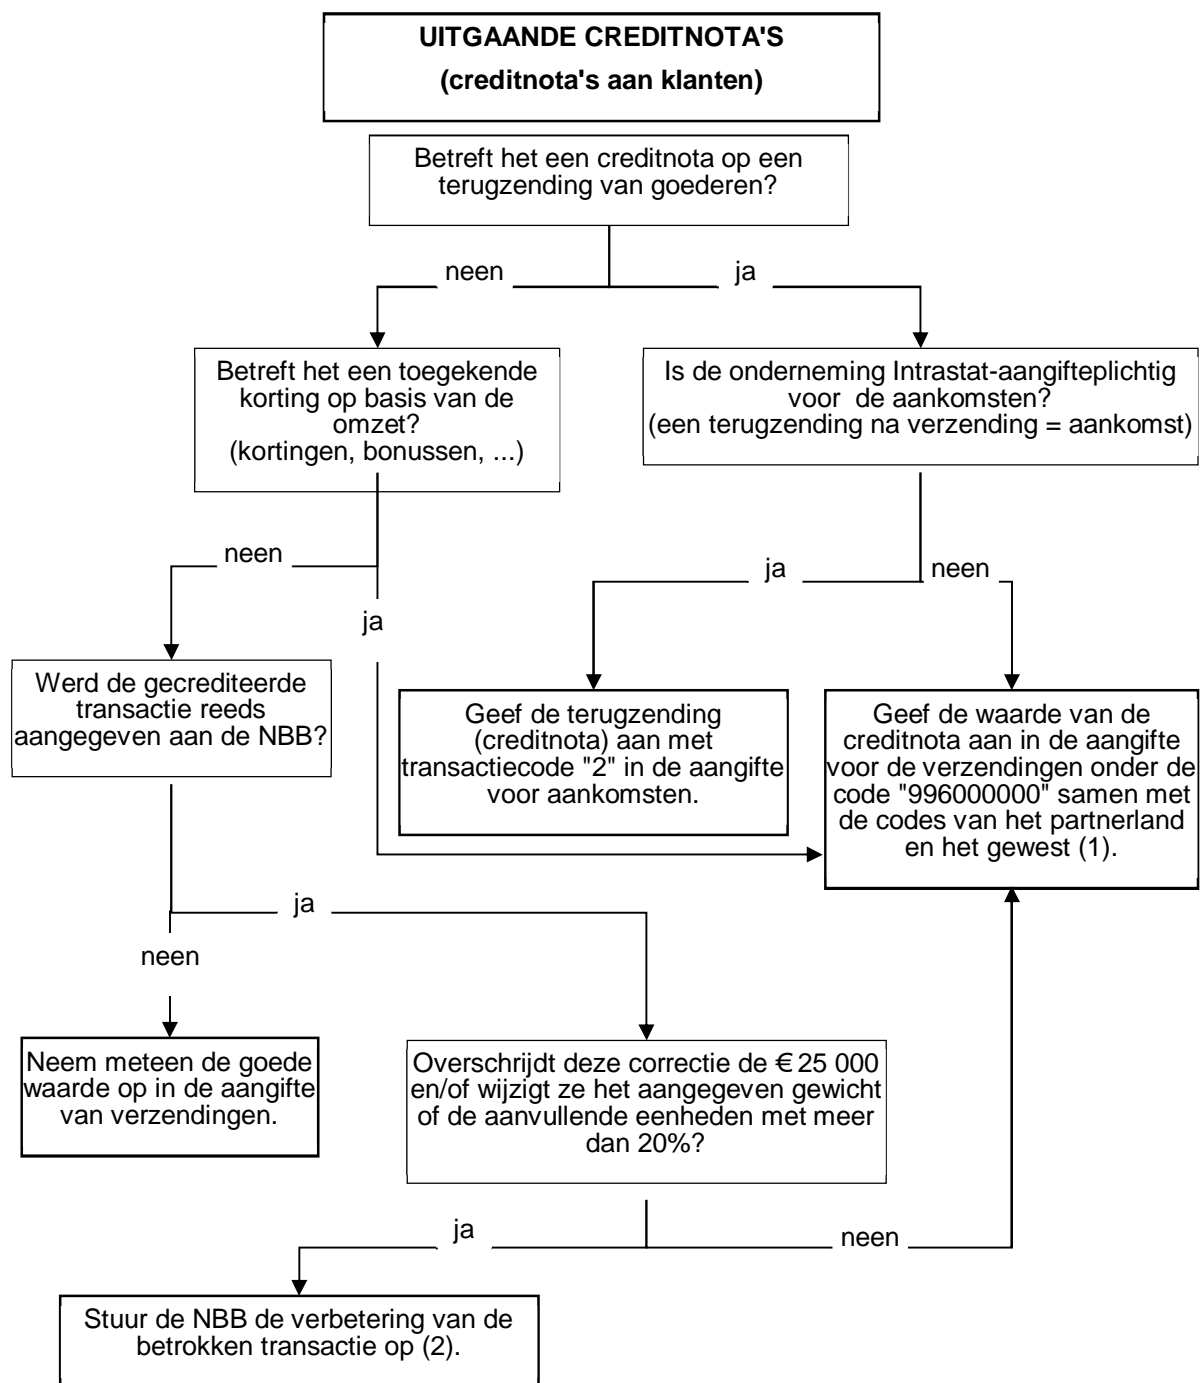 UITGAANDE CREDITNOTA'S
(creditnota's aan klanten)
Betreft het een creditnota op een
terugzending van goederen?
neen
ja
Betreft het een toegekende
korting op basis van de
omzet?
(kortingen, bonussen, ...)
Is de onderneming Intrastat-aangifteplichtig
voor de aankomsten?
(een terugzending na verzending = aankomst)
neen
ja
ja
neen
Werd de gecrediteerde
transactie reeds
aangegeven aan de NBB?
Geef de terugzending
(creditnota) aan met
transactiecode "2" in de aangifte
voor aankomsten.
Geef de waarde van de
creditnota aan in de aangifte
voor de verzendingen onder de
code "996000000" samen met
de codes van het partnerland
en het gewest (1).
ja
neen
Neem meteen de goede
waarde op in de aangifte
van verzendingen.
Overschrijdt deze correctie de € 25 000
en/of wijzigt ze het aangegeven gewicht
of de aanvullende eenheden met meer
dan 20%?
ja
neen
Stuur de NBB de verbetering van de
betrokken transactie op (2).